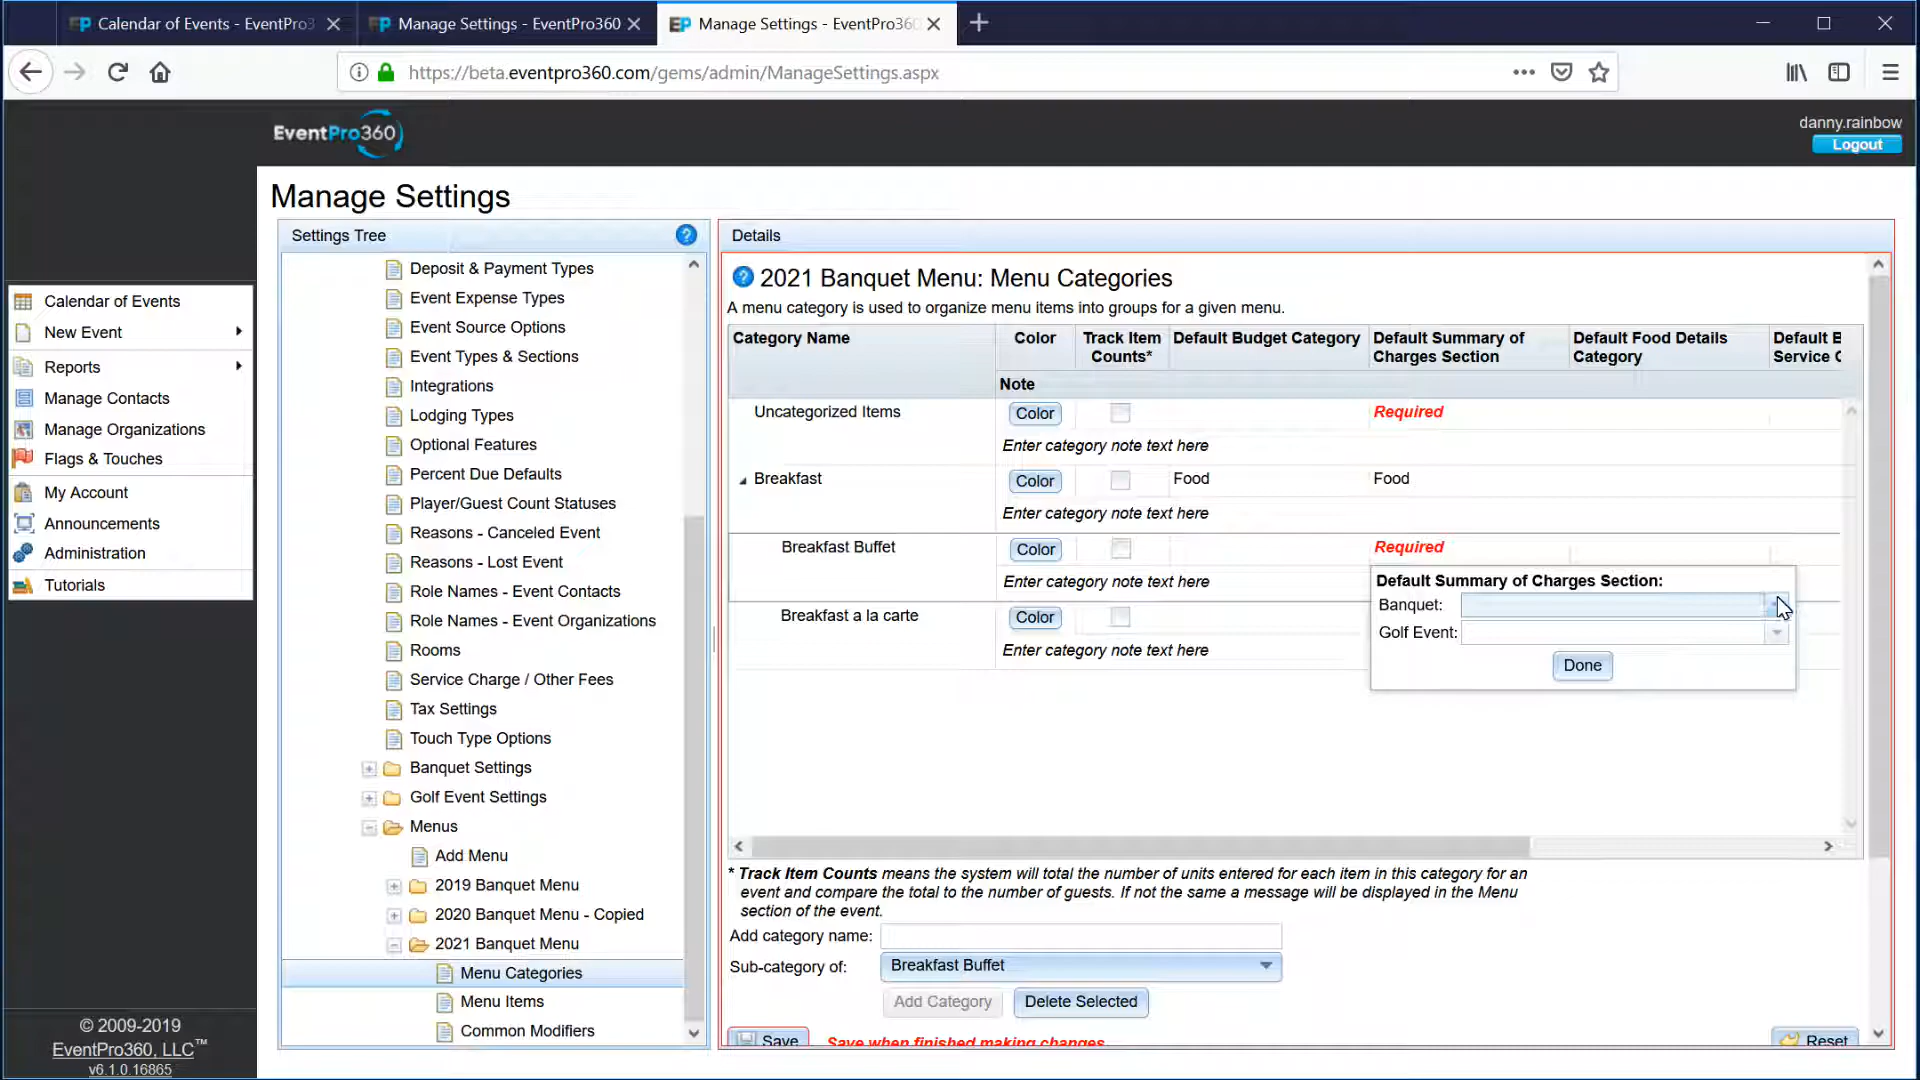 Calendar of Events - EventPro3
Manage Settings - EventPro360
Manage Settings - EventPro360
https://beta.eventpro360.com/gems/admin/ManageSettings.aspx
EventPro360
danny.rainbow
Logout
Manage Settings
Calendar of Events
New Event
Reports
Manage Contacts
Manage Organizations
Flags & Touches
My Account
Announcements
Administration
Tutorials
© 2009-2019
EventPro360, LLC™
v6.1.0.16865
Settings Tree
Deposit & Payment Types
Event Expense Types
Event Source Options
Event Types & Sections
Integrations
Lodging Types
Optional Features
Percent Due Defaults
Player/Guest Count Statuses
Reasons - Canceled Event
Reasons - Lost Event
Role Names - Event Contacts
Role Names - Event Organizations
Rooms
Service Charge / Other Fees
Tax Settings
Touch Type Options
Banquet Settings
Golf Event Settings
Menus
Add Menu
2019 Banquet Menu
2020 Banquet Menu - Copied
2021 Banquet Menu
Menu Categories
Menu Items
Common Modifiers
Details
2021 Banquet Menu: Menu Categories
A menu category is used to organize menu items into groups for a given menu.
Category Name Color Track Item Counts* Default Budget Category Default Summary of Charges Section Default Food Details Category Default B Service C
Note
Uncategorized Items Color Required
Enter category note text here
Breakfast Color Food Food
Enter category note text here
Breakfast Buffet Color Required
Enter category note text here
Breakfast a la carte Color
Enter category note text here
Default Summary of Charges Section:
Banquet:
Golf Event:
Done
* Track Item Counts means the system will total the number of units entered for each item in this category for an
event and compare the total to the number of guests. If not the same a message will be displayed in the Menu
section of the event.
Add category name:
Sub-category of: Breakfast Buffet
Add Category Delete Selected
Save Save when finished making changes. Reset